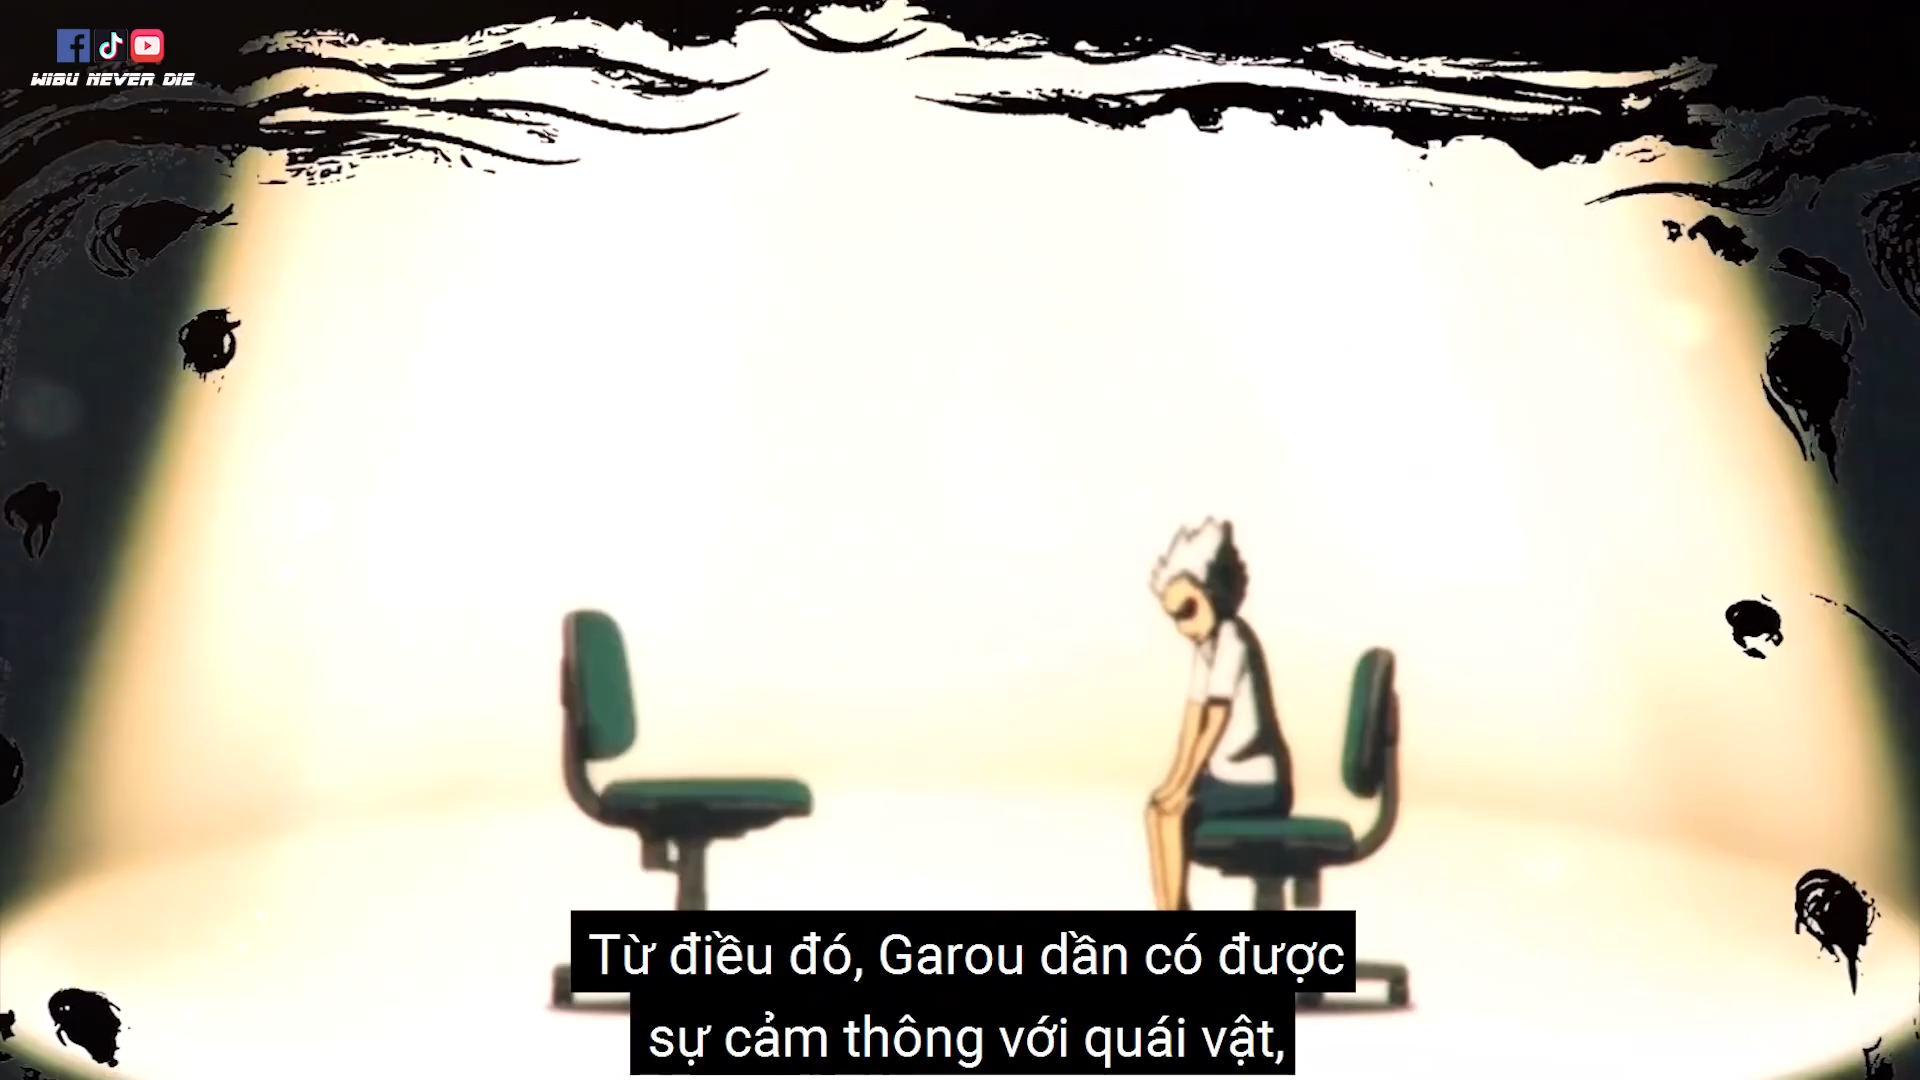 WIBU NEVER DIE
Từ điều đó, Garou dần có được
sự cảm thông với quái vật,